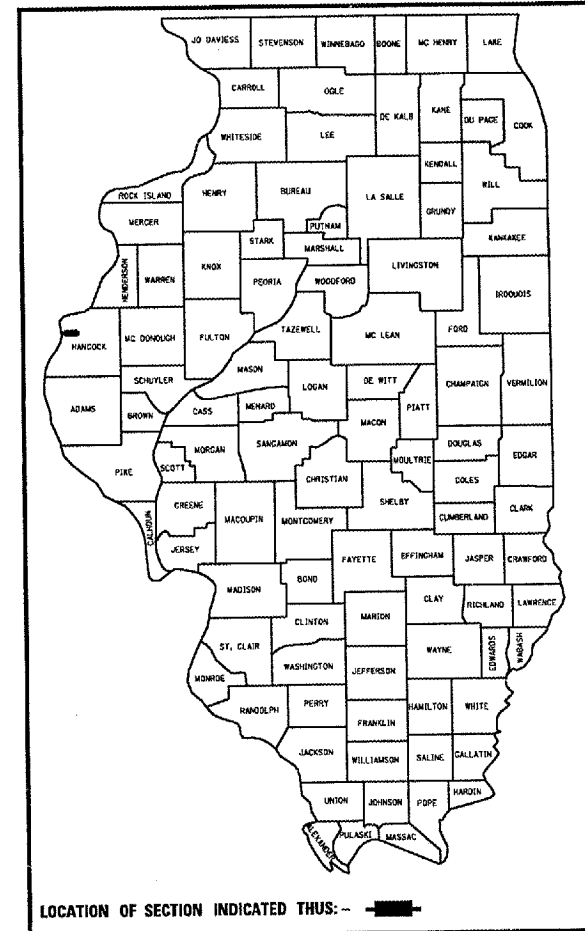 JO DAVIESS STEVENSON WINNEBAGO BOONE MC HENRY LAKE
CARROLL OGLE DE KALB KANE DU PAGE COOK
WHITESIDE LEE
KENDALL
ROCK ISLAND HENRY BUREAU LA SALLE WILL
MERCER PUTNAM GRUNDY
STARK MARSHALL KANKAKEE
HENDERSON WARREN KNOX PEORIA WOODFORD LIVINGSTON IROQUOIS
HANCOCK MC DONOUGH FULTON TAZEWELL MC LEAN FORD
MASON
SCHUYLER LOGAN DE WITT CHAMPAIGN VERMILION
ADAMS BROWN CASS MENARD MACON PIATT
MORGAN SANGAMON DOUGLAS EDGAR
PIKE SCOTT CHRISTIAN MOULTRIE COLES
GREENE MACOUPIN MONTGOMERY SHELBY CUMBERLAND CLARK
CALHOUN JERSEY
FAYETTE EFFINGHAM JASPER CRAWFORD
MADISON BOND
CLAY RICHLAND LAWRENCE
CLINTON MARION
ST. CLAIR WAYNE EDWARDS WABASH
WASHINGTON JEFFERSON
MONROE
RANDOLPH PERRY HAMILTON WHITE
FRANKLIN
JACKSON WILLIAMSON SALINE GALLATIN
UNION JOHNSON POPE HARDIN
ALEXANDER PULASKI MASSAC
LOCATION OF SECTION INDICATED THUS:-